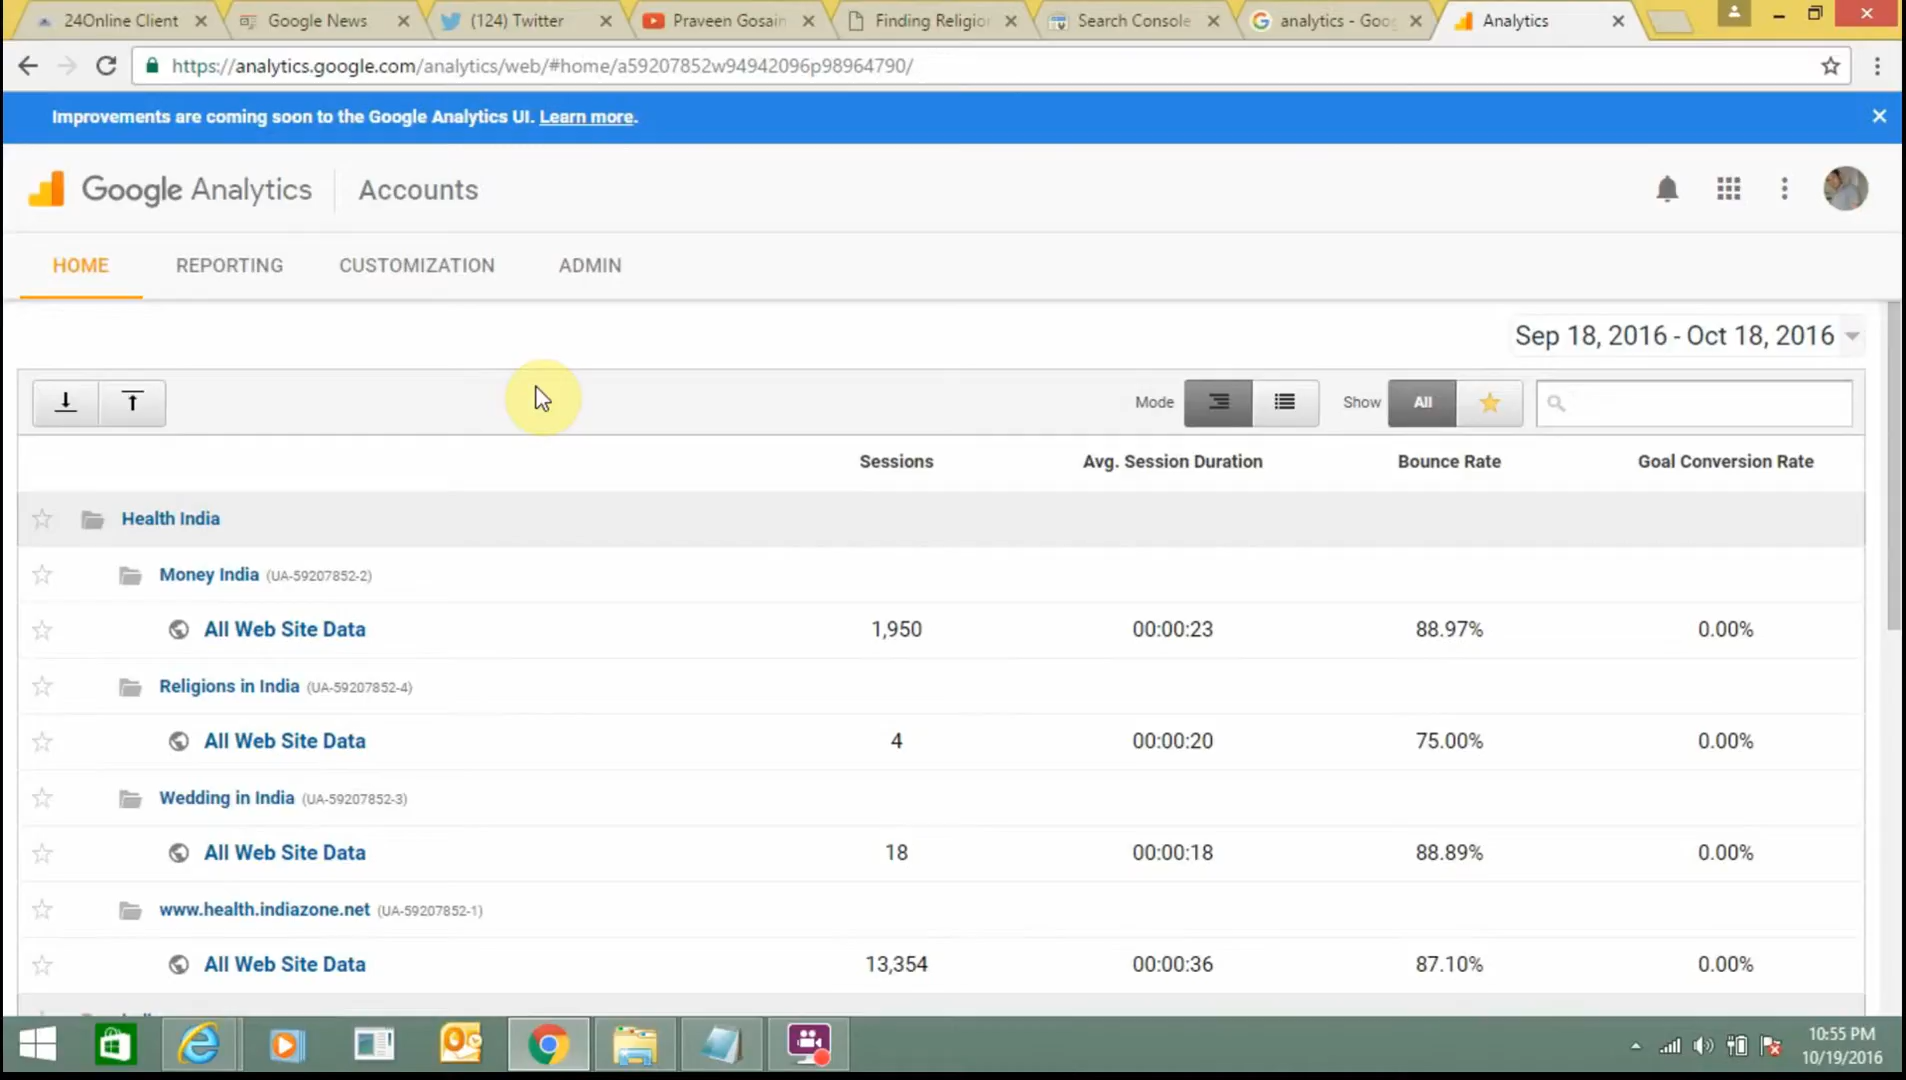 24Online Client
Google News
(124) Twitter
Praveen Gosain
Finding Religio
Search Console
analytics - Goo
Analytics
https://analytics.google.com/analytics/web/#home/a59207852w94942096p98964790/
Improvements are coming soon to the Google Analytics UI. Learn more.
Google Analytics
Accounts
HOME
REPORTING
CUSTOMIZATION
ADMIN
Sep 18, 2016 - Oct 18, 2016
Mode
Show
All
Sessions
Avg. Session Duration
Bounce Rate
Goal Conversion Rate
Health India
Money India (UA-59207852-2)
All Web Site Data 1,950 00:00:23 88.97% 0.00%
Religions in India (UA-59207852-4)
All Web Site Data 4 00:00:20 75.00% 0.00%
Wedding in India (UA-59207852-3)
All Web Site Data 18 00:00:18 88.89% 0.00%
www.health.indiazone.net (UA-59207852-1)
All Web Site Data 13,354 00:00:36 87.10% 0.00%
10:55 PM
10/19/2016